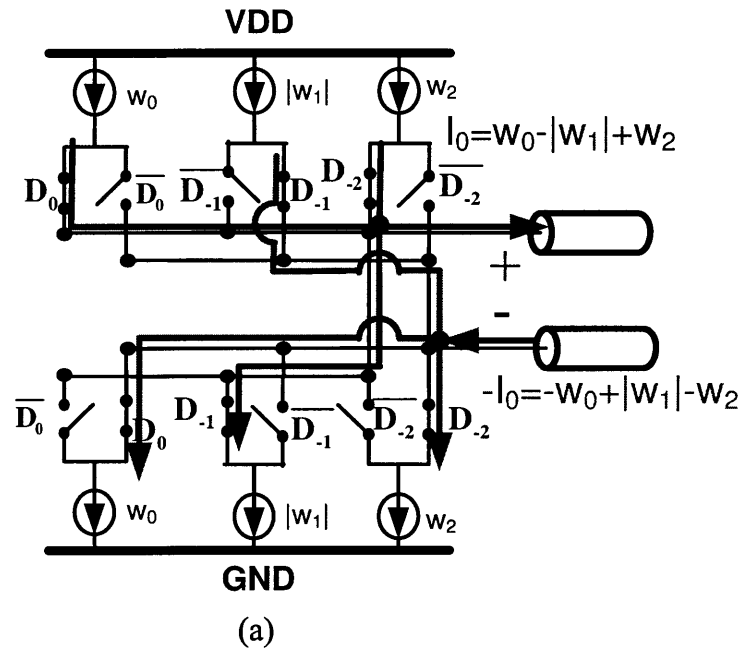 VDD
w₀ |w₁| w₂
I₀=w₀-|w₁|+w₂
D₀ D̅₀ D̅₋₁ D₋₁ D₋₂ D̅₋₂
+
-
-I₀=-w₀+|w₁|-w₂
D̅₀ D₀ D₋₁ D̅₋₁ D̅₋₂ D₋₂
w₀ |w₁| w₂
GND
(a)